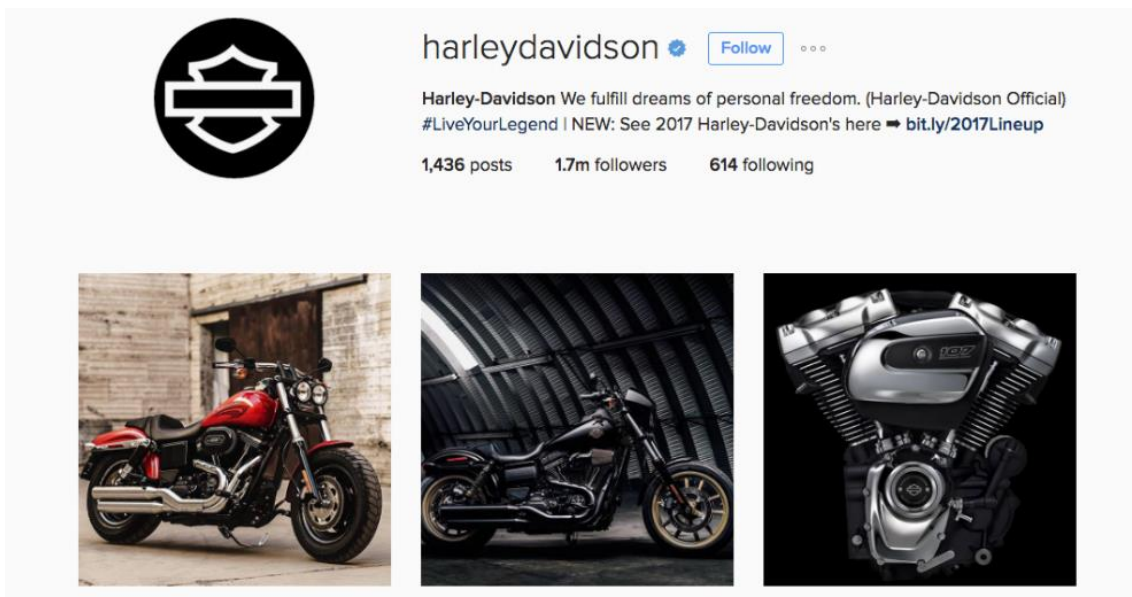 harleydavidson Follow
Harley-Davidson We fulfill dreams of personal freedom. (Harley-Davidson Official)
#LiveYourLegend | NEW: See 2017 Harley-Davidson's here ➡ bit.ly/2017Lineup
1,436 posts 1.7m followers 614 following
107